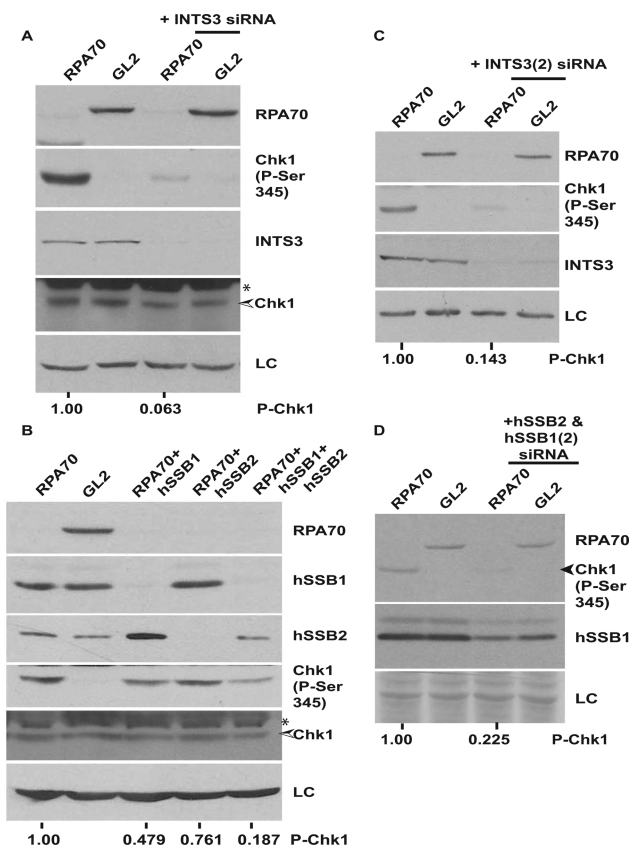 A
+ INTS3 siRNA
RPA70
GL2
RPA70
GL2
RPA70
Chk1
(P-Ser
345)
INTS3
*
Chk1
LC
1.00
0.063
P-Chk1
B
RPA70
GL2
RPA70+
hSSB1
RPA70+
hSSB2
RPA70+
hSSB1+
hSSB2
RPA70
hSSB1
hSSB2
Chk1
(P-Ser
345)
*
Chk1
LC
1.00
0.479
0.761
0.187
P-Chk1
C
+ INTS3(2) siRNA
RPA70
GL2
RPA70
GL2
RPA70
Chk1
(P-Ser
345)
INTS3
LC
1.00
0.143
P-Chk1
D
+hSSB2 &
hSSB1(2)
siRNA
RPA70
GL2
RPA70
GL2
RPA70
Chk1
(P-Ser
345)
hSSB1
LC
1.00
0.225
P-Chk1